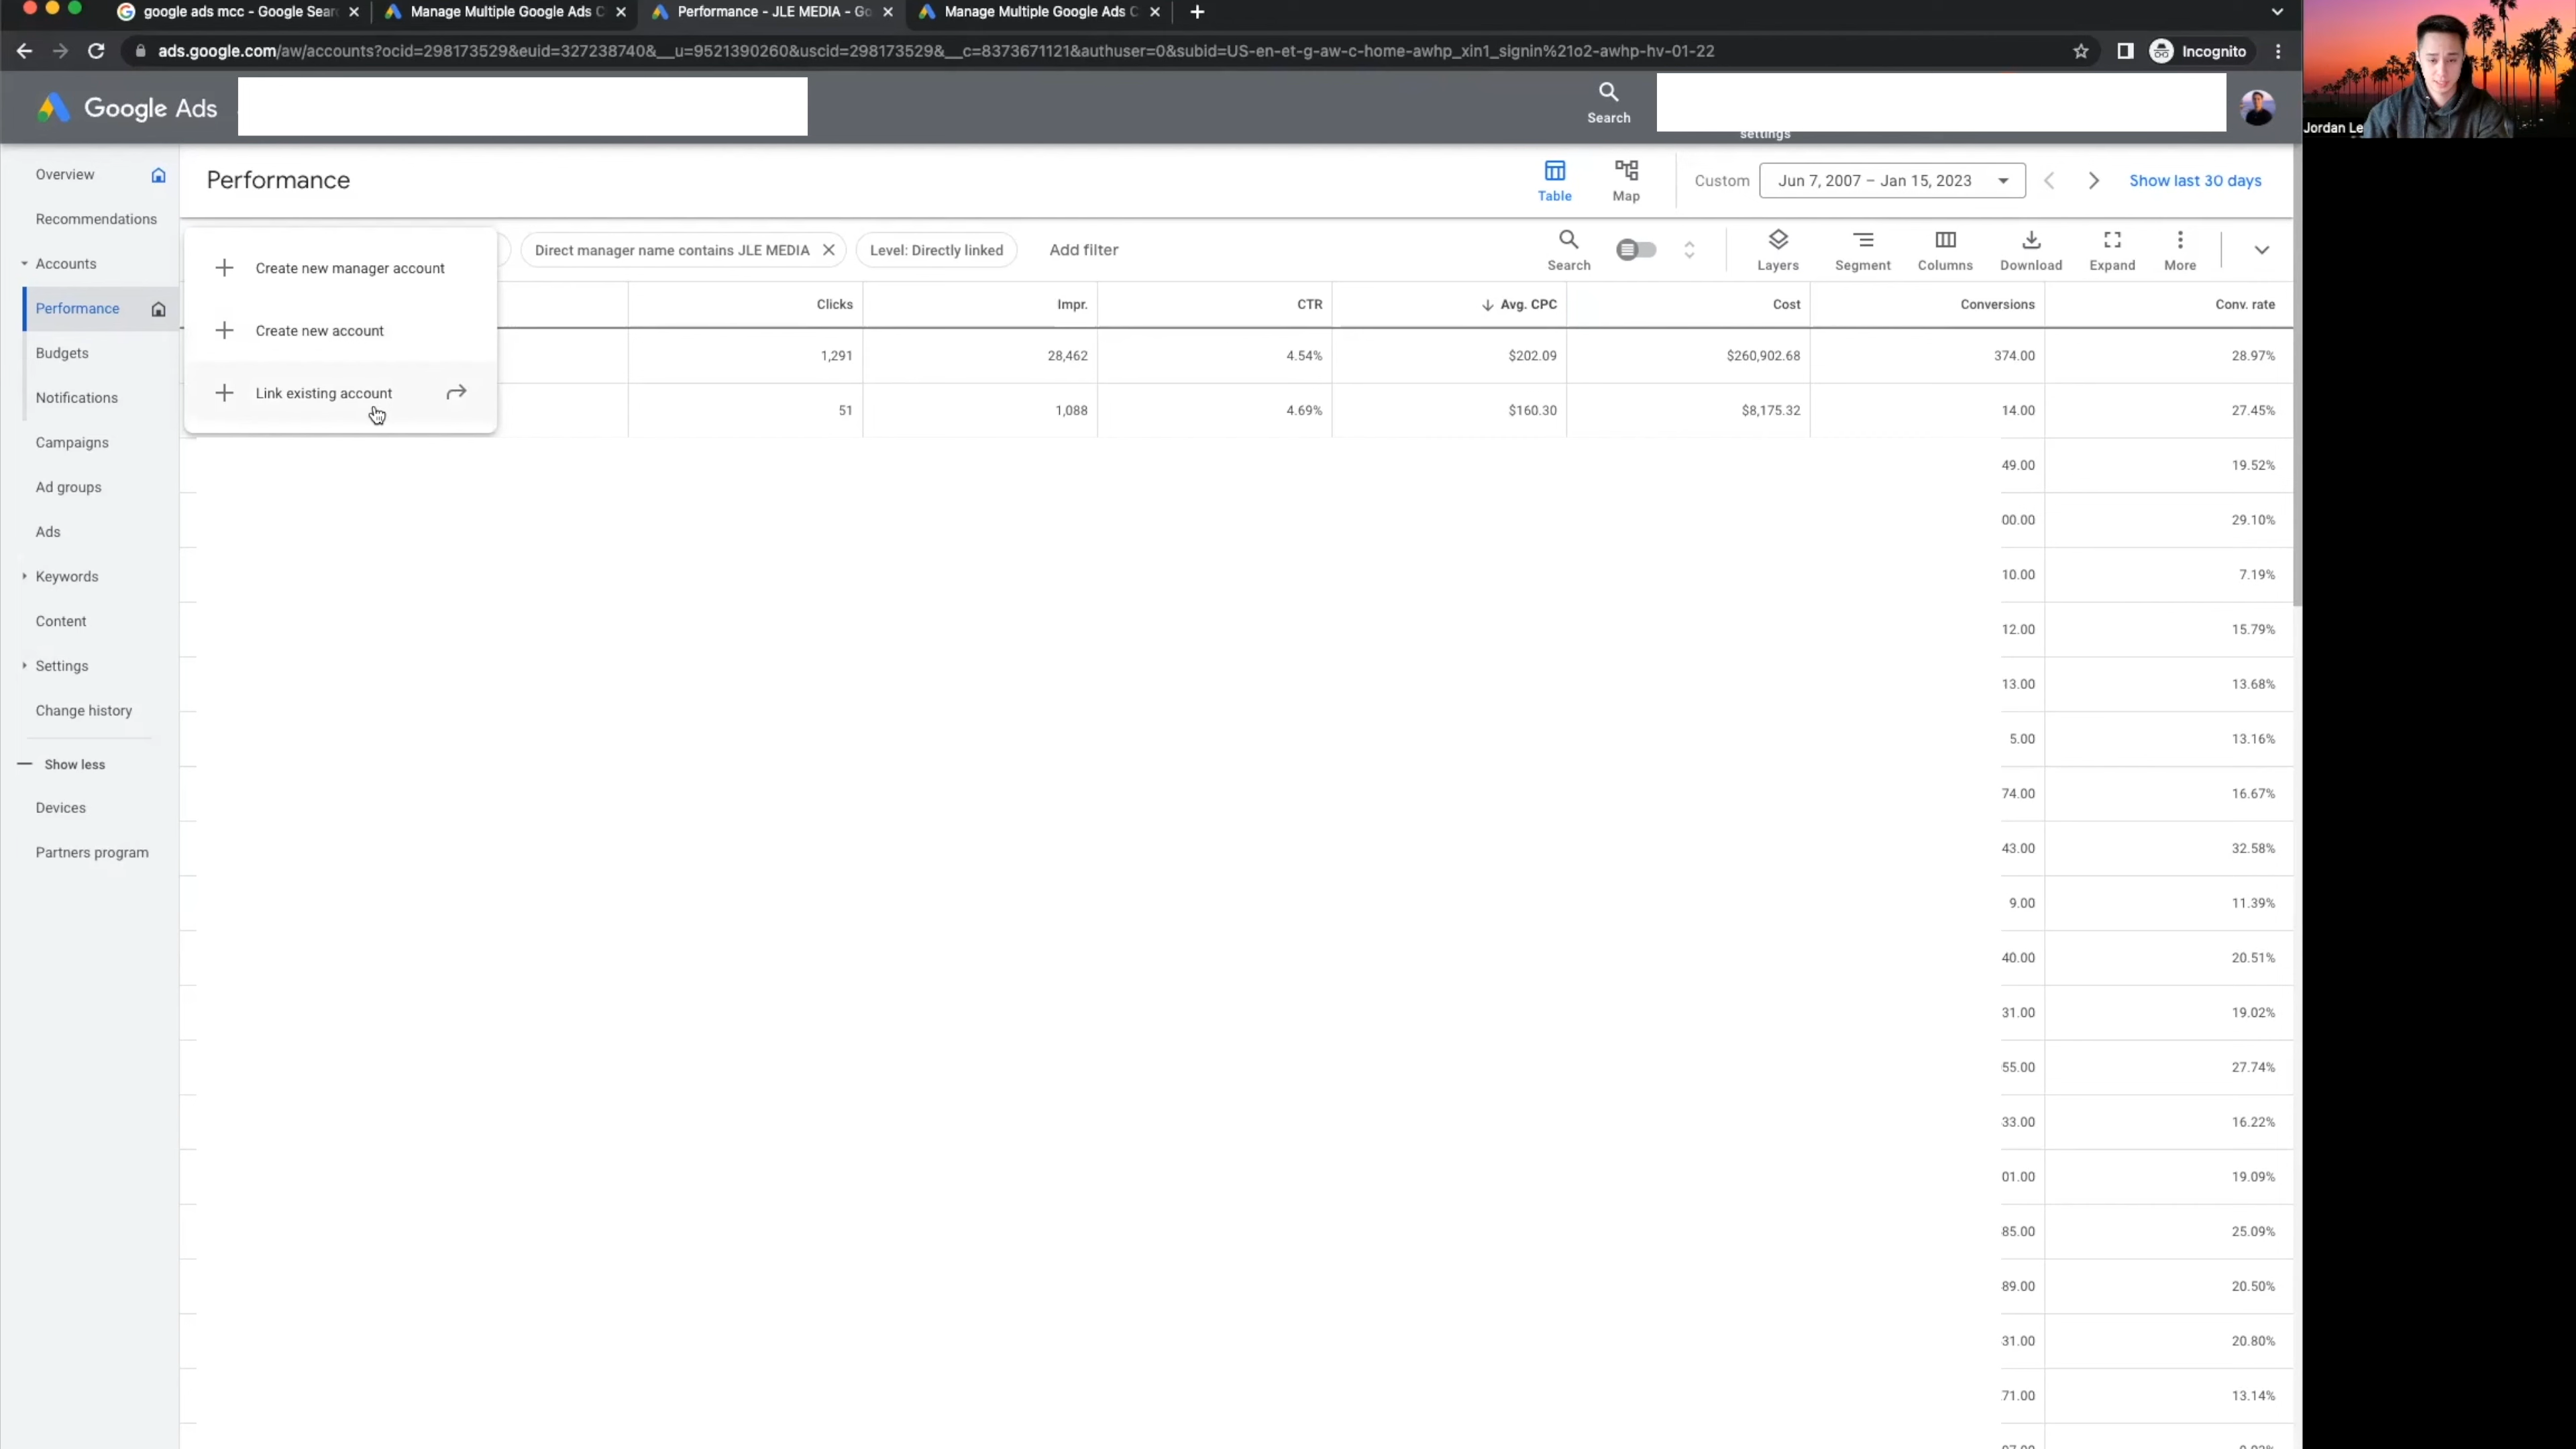 google ads mcc - Google Sear
Manage Multiple Google Ads C
Performance - JLE MEDIA - Go
Manage Multiple Google Ads C
ads.google.com/aw/accounts?ocid=298173529&euid=327238740&__u=9521390260&uscid=298173529&__c=8373671121&authuser=0&subid=US-en-et-g-aw-c-home-awhp_xin1_signin%21o2-awhp-hv-01-22
Incognito
Google Ads
Search
settings
Jordan Le
Overview
Recommendations
Accounts
Performance
Budgets
Notifications
Campaigns
Ad groups
Ads
Keywords
Content
Settings
Change history
Show less
Devices
Partners program
Performance
Table
Map
Custom
Jun 7, 2007 – Jan 15, 2023
Show last 30 days
Create new manager account
Create new account
Link existing account
Direct manager name contains JLE MEDIA
Level: Directly linked
Add filter
Search
Layers
Segment
Columns
Download
Expand
More
Clicks Impr. CTR Avg. CPC Cost Conversions Conv. rate
1,291 28,462 4.54% $202.09 $260,902.68 374.00 28.97%
51 1,088 4.69% $160.30 $8,175.32 14.00 27.45%
49.00 19.52%
00.00 29.10%
10.00 7.19%
12.00 15.79%
13.00 13.68%
5.00 13.16%
74.00 16.67%
43.00 32.58%
9.00 11.39%
40.00 20.51%
31.00 19.02%
55.00 27.74%
33.00 16.22%
01.00 19.09%
85.00 25.09%
89.00 20.50%
31.00 20.80%
71.00 13.14%